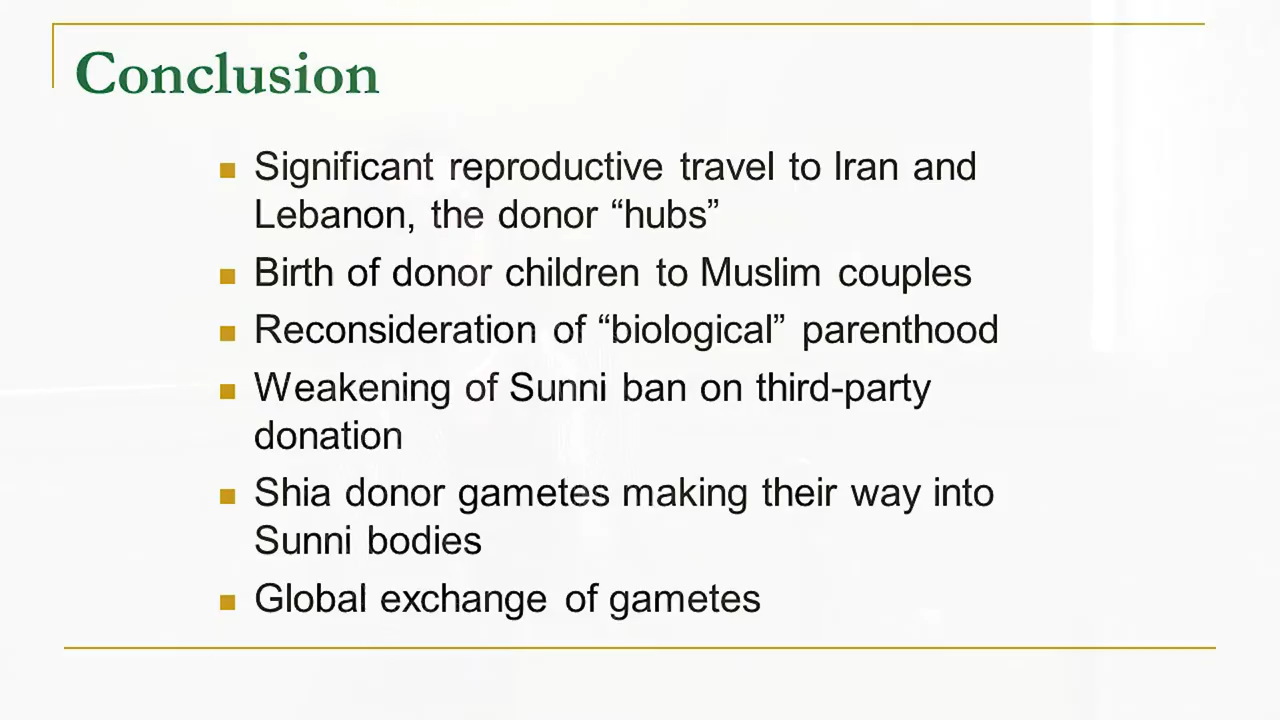 Conclusion
Significant reproductive travel to Iran and
Lebanon, the donor “hubs”
Birth of donor children to Muslim couples
Reconsideration of “biological” parenthood
Weakening of Sunni ban on third-party
donation
Shia donor gametes making their way into
Sunni bodies
Global exchange of gametes